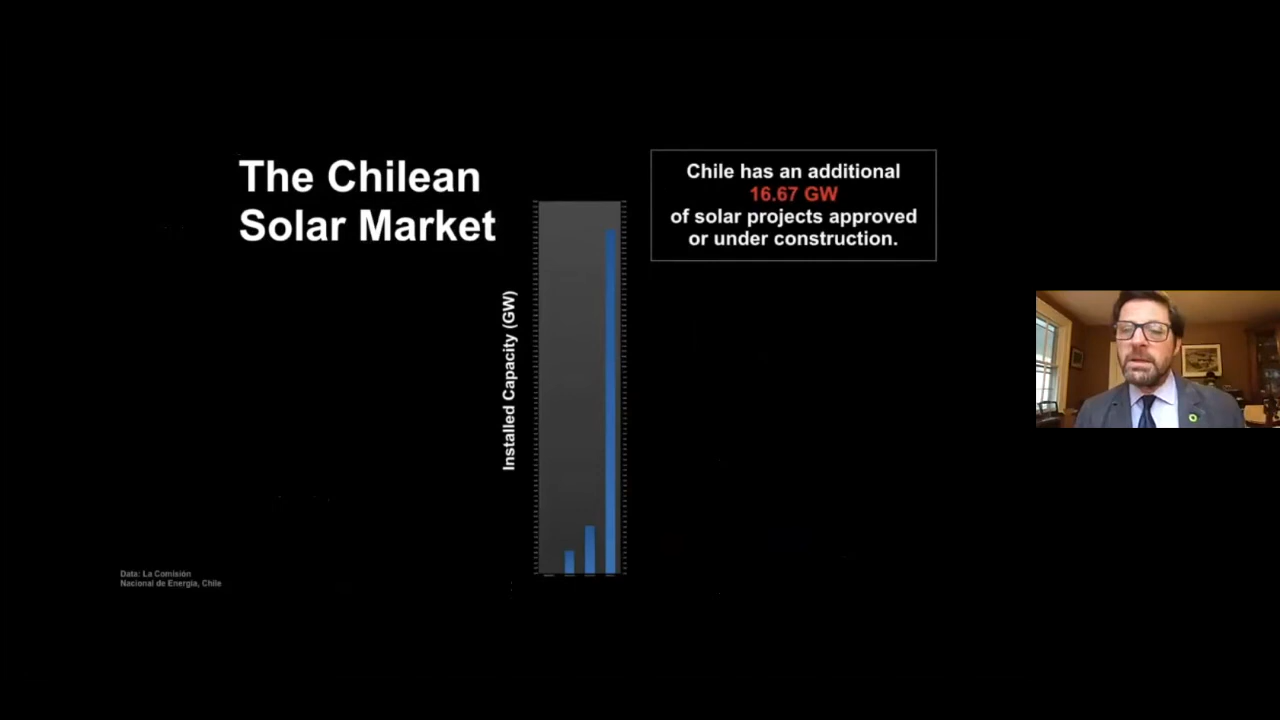 The Chilean
Solar Market
Chile has an additional
16.67 GW
of solar projects approved
or under construction.
Installed Capacity (GW)
Data: La Comisión
Nacional de Energía, Chile